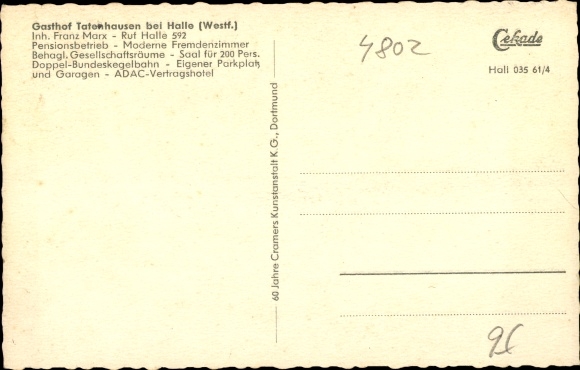 Gasthof Tatenhausen bei Halle (Westf.)
Inh. Franz Marx - Ruf Halle 592
Pensionsbetrieb - Moderne Fremdenzimmer
Behagl. Gesellschaftsräume - Saal für 200 Pers.
Doppel-Bundeskegelbahn - Eigener Parkplatz
und Garagen - ADAC-Vertragshotel
4802
Cekade
Hall 035 61/4
60 Jahre Cramers Kunstanstalt K.G., Dortmund